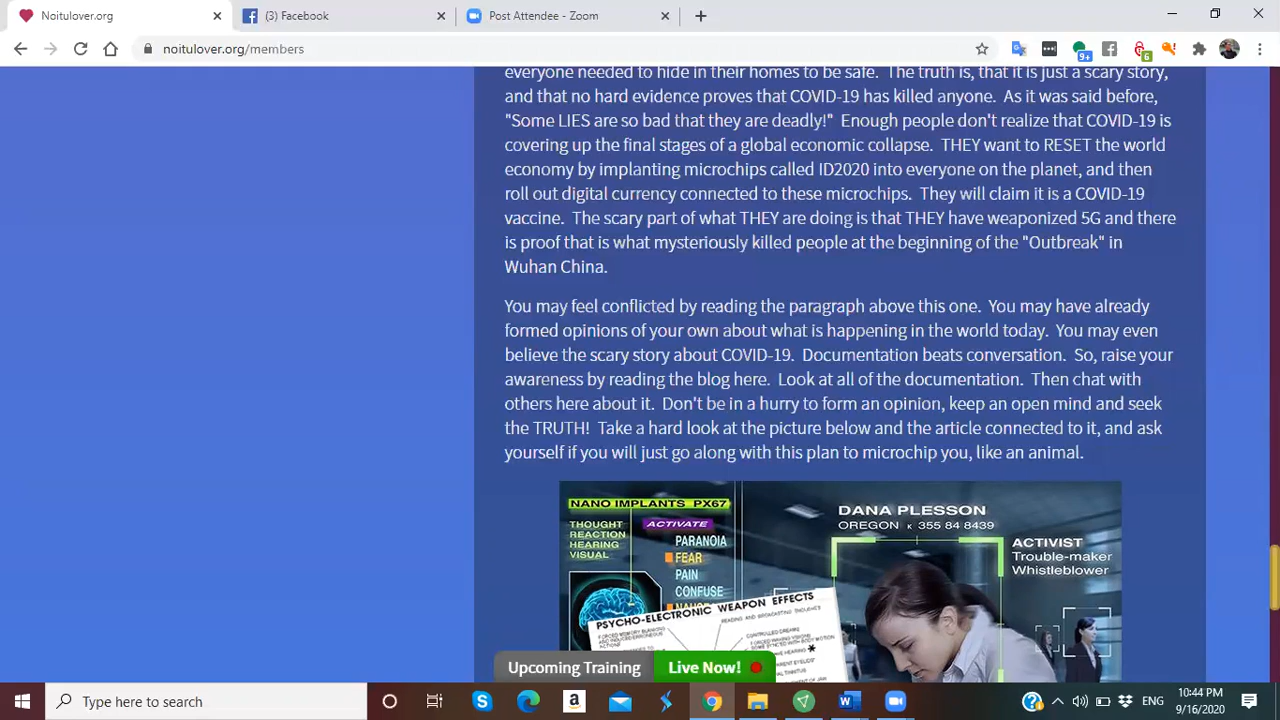 Noitulover.org
(3) Facebook
Post Attendee - Zoom
noitulover.org/members
9+
6
everyone needed to hide in their homes to be safe. The truth is, that it is just a scary story,
and that no hard evidence proves that COVID-19 has killed anyone. As it was said before,
"Some LIES are so bad that they are deadly!" Enough people don't realize that COVID-19 is
covering up the final stages of a global economic collapse. THEY want to RESET the world
economy by implanting microchips called ID2020 into everyone on the planet, and then
roll out digital currency connected to these microchips. They will claim it is a COVID-19
vaccine. The scary part of what THEY are doing is that THEY have weaponized 5G and there
is proof that is what mysteriously killed people at the beginning of the "Outbreak" in
Wuhan China.
You may feel conflicted by reading the paragraph above this one. You may have already
formed opinions of your own about what is happening in the world today. You may even
believe the scary story about COVID-19. Documentation beats conversation. So, raise your
awareness by reading the blog here. Look at all of the documentation. Then chat with
others here about it. Don't be in a hurry to form an opinion, keep an open mind and seek
the TRUTH! Take a hard look at the picture below and the article connected to it, and ask
yourself if you will just go along with this plan to microchip you, like an animal.
NANO IMPLANTS PX67
THOUGHT
REACTION
HEARING
VISUAL
ACTIVATE
PARANOIA
FEAR
PAIN
CONFUSE
DANA PLESSON
OREGON K 355 84 8439
ACTIVIST
Trouble-maker
Whistleblower
PSYCHO-ELECTRONIC WEAPON EFFECTS
READING AND BROADCASTING THOUGHTS
CONTROLLED DREAMS
Upcoming Training
Live Now!
Type here to search
ENG
10:44 PM
9/16/2020